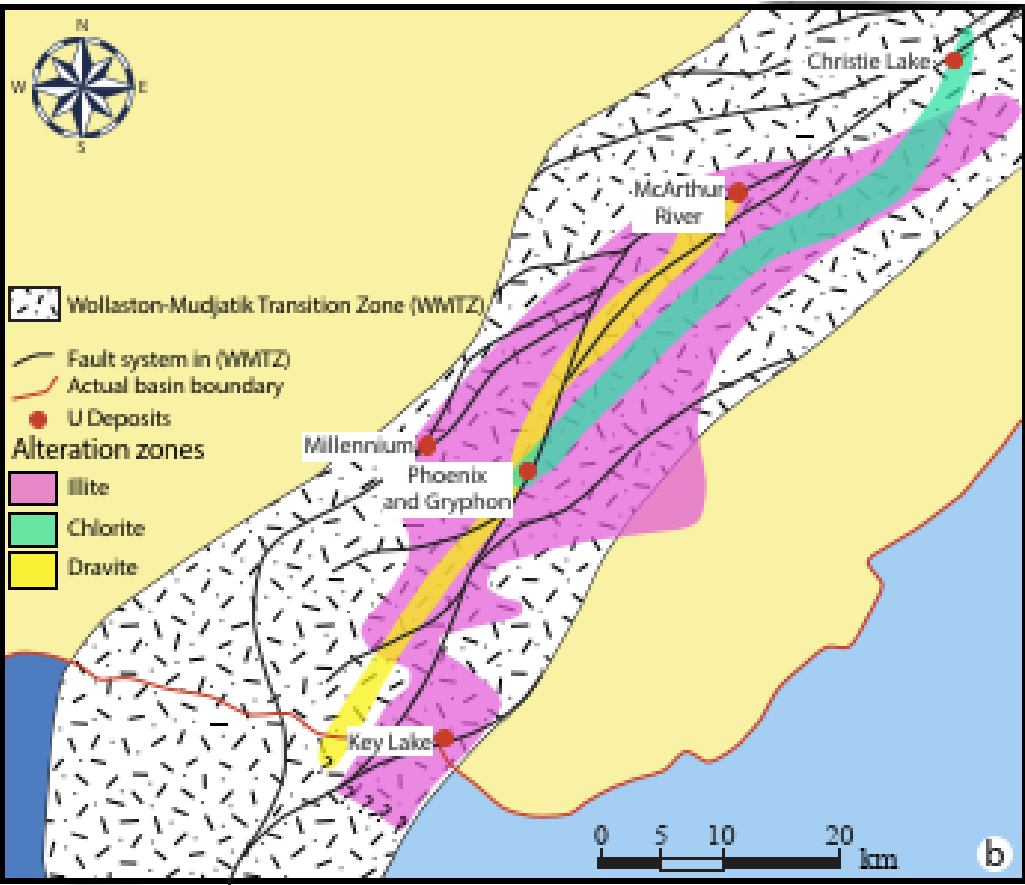 N
W E
S
Christie Lake
McArthur
River
Wollaston-Mudjatik Transition Zone (WMTZ)
Fault system in (WMTZ)
Actual basin boundary
U Deposits
Alteration zones
Illite
Chlorite
Dravite
Millennium
Phoenix
and Gryphon
Key Lake
0 5 10 20
km
b